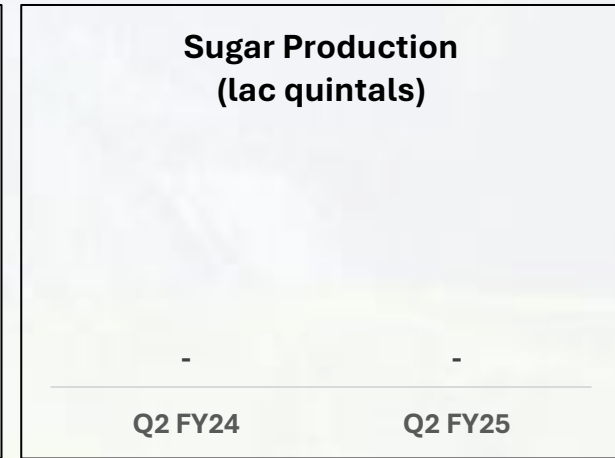 Sugar Production
(lac quintals)
- -
Q2 FY24 Q2 FY25